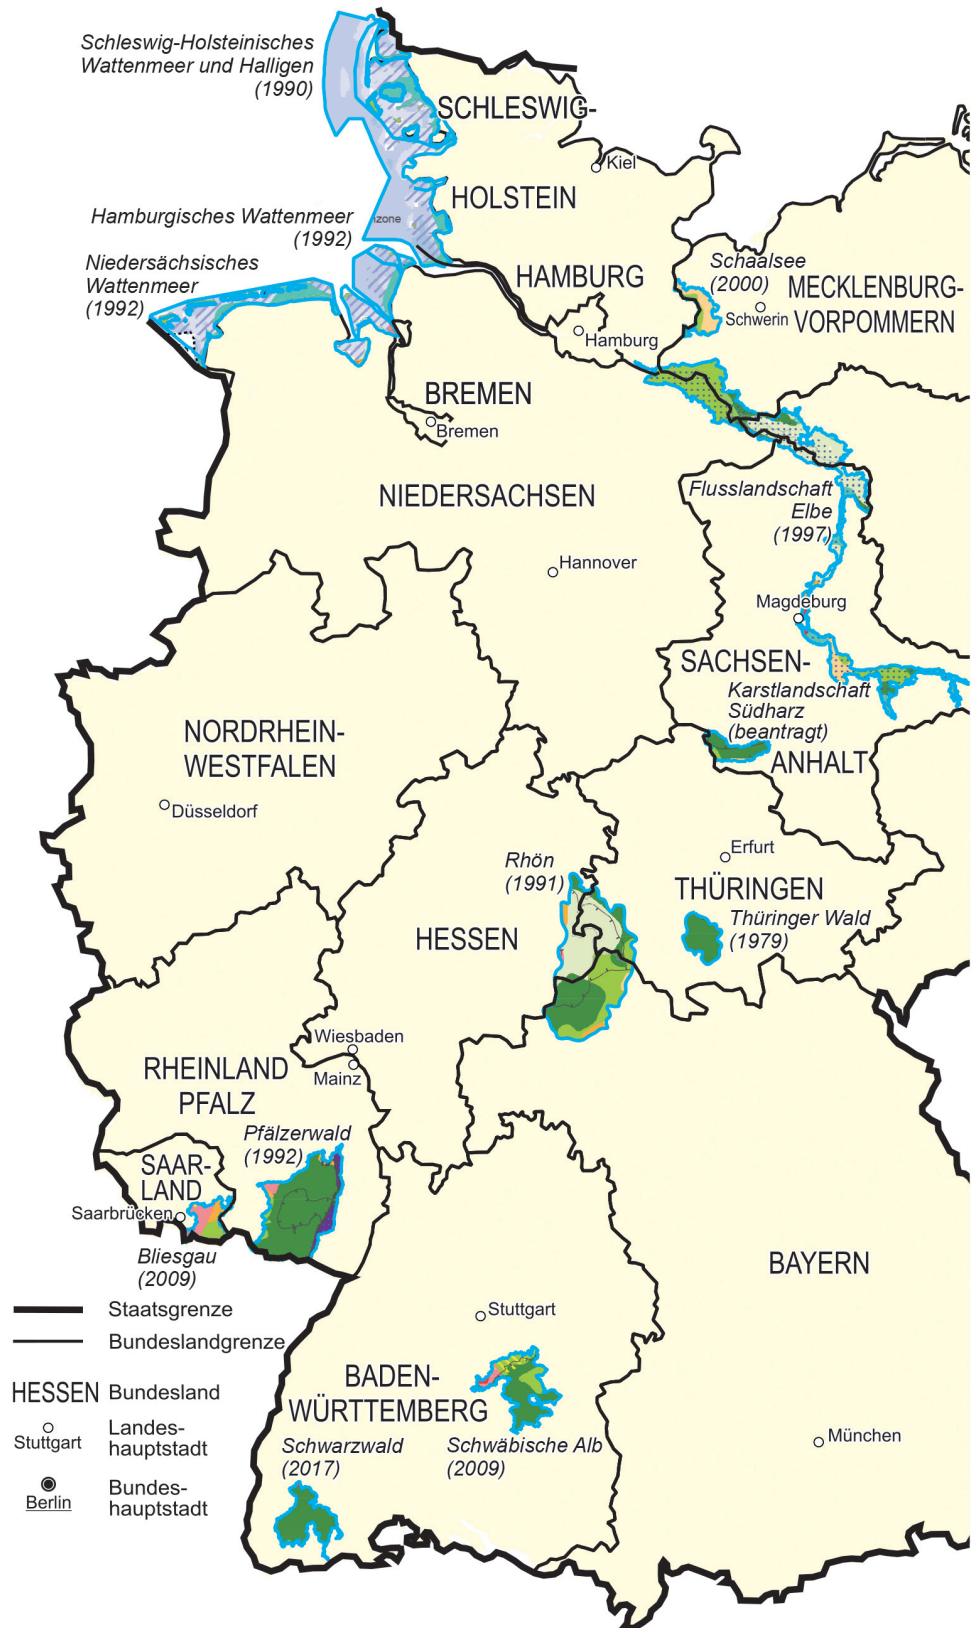 Schleswig-Holsteinisches
Wattenmeer und Halligen
(1990)
SCHLESWIG-
Kiel
HOLSTEIN
Hamburgisches Wattenmeer
(1992)
nzone
Niedersächsisches
Wattenmeer
(1992)
HAMBURG
Hamburg
Schaalsee
(2000)
Schwerin
MECKLENBURG-
VORPOMMERN
BREMEN
Bremen
NIEDERSACHSEN
Flusslandschaft
Elbe
(1997)
Hannover
Magdeburg
SACHSEN-
Karstlandschaft
Südharz
(beantragt)
ANHALT
NORDRHEIN-
WESTFALEN
Düsseldorf
Erfurt
Rhön
(1991)
THÜRINGEN
Thüringer Wald
(1979)
HESSEN
Wiesbaden
Mainz
RHEINLAND
PFALZ
Pfälzerwald
(1992)
SAAR-
LAND
Saarbrücken
Bliesgau
(2009)
BAYERN
Stuttgart
BADEN-
WÜRTTEMBERG
Schwarzwald
(2017)
Schwäbische Alb
(2009)
München
Staatsgrenze
Bundeslandgrenze
HESSEN Bundesland
Stuttgart
Landes-
hauptstadt
Berlin
Bundes-
hauptstadt